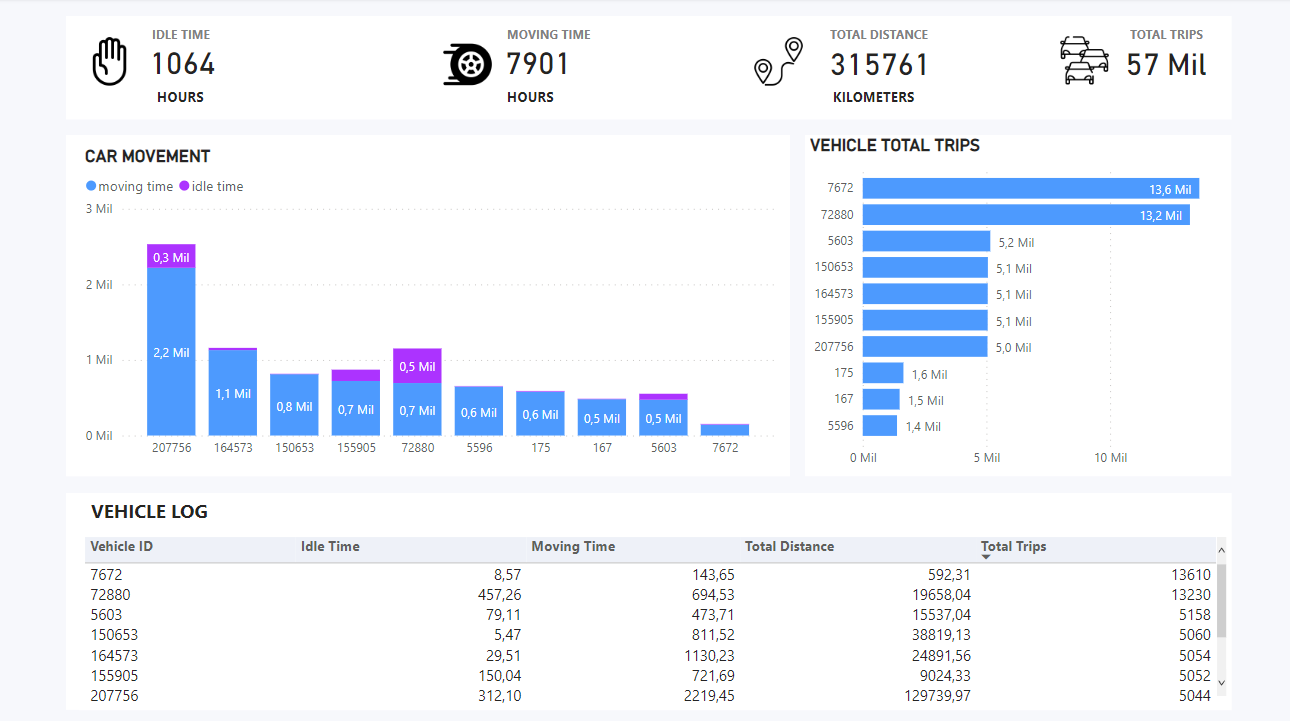 IDLE TIME
1064
HOURS
MOVING TIME
7901
HOURS
TOTAL DISTANCE
315761
KILOMETERS
TOTAL TRIPS
57 Mil
CAR MOVEMENT
moving time idle time
3 Mil
2 Mil
1 Mil
0 Mil
0,3 Mil
2,2 Mil
1,1 Mil
0,8 Mil
0,7 Mil
0,5 Mil
0,7 Mil
0,6 Mil
0,6 Mil
0,5 Mil
0,5 Mil
207756 164573 150653 155905 72880 5596 175 167 5603 7672
VEHICLE TOTAL TRIPS
7672 13,6 Mil
72880 13,2 Mil
5603 5,2 Mil
150653 5,1 Mil
164573 5,1 Mil
155905 5,1 Mil
207756 5,0 Mil
175 1,6 Mil
167 1,5 Mil
5596 1,4 Mil
0 Mil 5 Mil 10 Mil
VEHICLE LOG
Vehicle ID Idle Time Moving Time Total Distance Total Trips
7672 8,57 143,65 592,31 13610
72880 457,26 694,53 19658,04 13230
5603 79,11 473,71 15537,04 5158
150653 5,47 811,52 38819,13 5060
164573 29,51 1130,23 24891,56 5054
155905 150,04 721,69 9024,33 5052
207756 312,10 2219,45 129739,97 5044